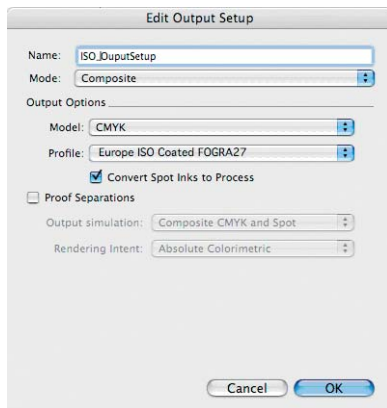 Edit Output Setup
Name: ISO_OuputSetup
Mode: Composite
Output Options
Model: CMYK
Profile: Europe ISO Coated FOGRA27
Convert Spot Inks to Process
Proof Separations
Output simulation: Composite CMYK and Spot
Rendering Intent: Absolute Colorimetric
Cancel OK